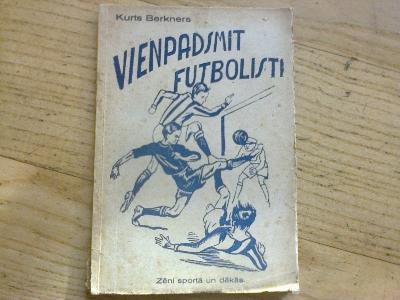 Kurts Berkners
VIENPADSMIT
FUTBOLISTI
Zēni sportā un dēkās